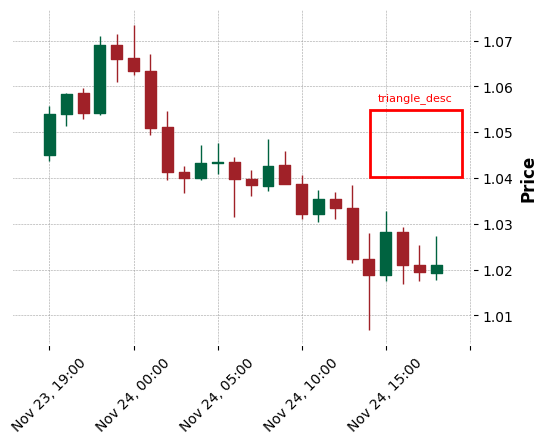 1.07
1.06
triangle_desc
1.05
1.04
Price
1.03
1.02
1.01
Nov 23, 19:00
Nov 24, 00:00
Nov 24, 05:00
Nov 24, 10:00
Nov 24, 15:00